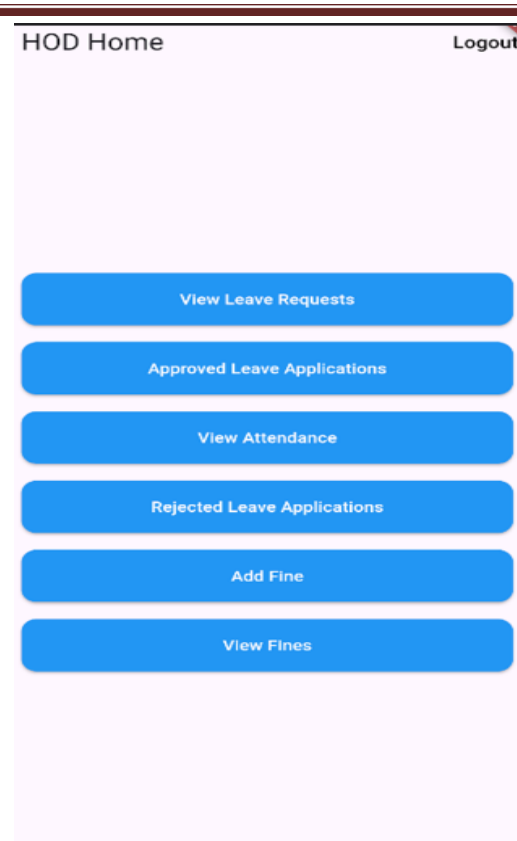 HOD Home Logout
View Leave Requests
Approved Leave Applications
View Attendance
Rejected Leave Applications
Add Fine
View Fines